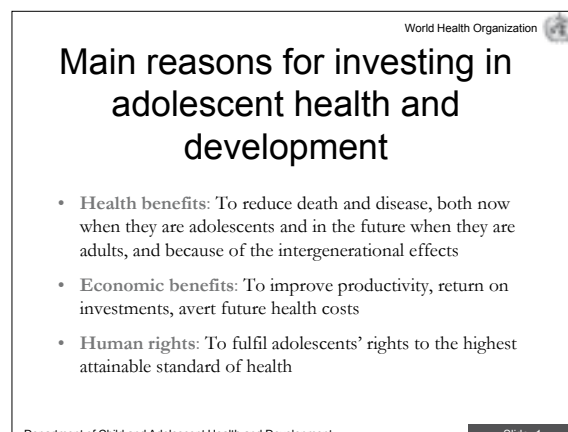 World Health Organization
Main reasons for investing in
adolescent health and
development
• Health benefits: To reduce death and disease, both now
when they are adolescents and in the future when they are
adults, and because of the intergenerational effects
• Economic benefits: To improve productivity, return on
investments, avert future health costs
• Human rights: To fulfil adolescents' rights to the highest
attainable standard of health
Department of Child and Adolescent Health and Development